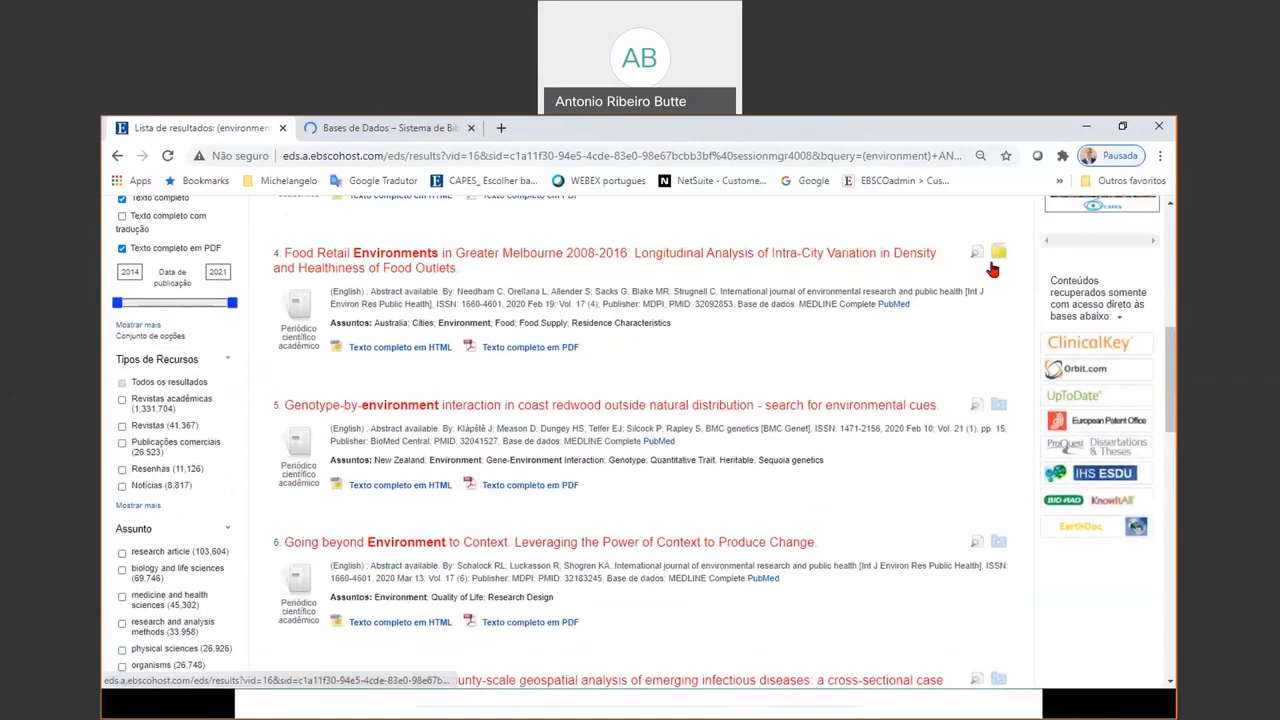 AB
Antonio Ribeiro Butte
Lista de resultados: (environmen
Bases de Dados – Sistema de Bib
Não seguro
eds.a.ebscohost.com/eds/results?vid=16&sid=c1a11f30-94e5-4cde-83e0-98e67bcbb3bf%40sessionmgr4008&bquery=(environment)+AN...
Pausada
Apps
Bookmarks
Michelangelo
Google Tradutor
CAPES_ Escolher ba...
WEBEX portugues
NetSuite - Custome...
Google
EBSCOadmin > Cus...
»
Outros favoritos
Texto completo
Texto completo com
tradução
Texto completo em PDF
2014
Data de
publicação
2021
Mostrar mais
Conjunto de opções
Tipos de Recursos
Todos os resultados
Revistas acadêmicas
(1,331,704)
Revistas (41,367)
Publicações comerciais
(26.523)
Resenhas (11,126)
Notícias (8.817)
Mostrar mais
Assunto
research article (103,604)
biology and life sciences
(69,746)
medicine and health
sciences (45,302)
research and analysis
methods (33.958)
physical sciences (26.926)
organisms (26,748)
eds.a.ebscohost.com/eds/results?vid=16&sid=c1a11f30-94e5-4cde-83e0-98e67b...
4. Food Retail Environments in Greater Melbourne 2008-2016: Longitudinal Analysis of Intra-City Variation in Density
and Healthiness of Food Outlets.
Periódico
científico
acadêmico
(English) ; Abstract available. By: Needham C; Orellana L; Allender S; Sacks G; Blake MR; Strugnell C. International journal of environmental research and public health [Int J
Environ Res Public Health], ISSN: 1660-4601, 2020 Feb 19; Vol. 17 (4); Publisher: MDPI; PMID: 32092853, Base de dados: MEDLINE Complete PubMed
Assuntos: Australia; Cities; Environment; Food; Food Supply; Residence Characteristics
Texto completo em HTML
Texto completo em PDF
5. Genotype-by-environment interaction in coast redwood outside natural distribution - search for environmental cues.
Periódico
científico
acadêmico
(English) ; Abstract available. By: Klápště J; Meason D; Dungey HS; Telfer EJ; Silcock P; Rapley S. BMC genetics [BMC Genet], ISSN: 1471-2156, 2020 Feb 10; Vol. 21 (1), pp. 15;
Publisher: BioMed Central; PMID: 32041527, Base de dados: MEDLINE Complete PubMed
Assuntos: New Zealand; Environment; Gene-Environment Interaction; Genotype; Quantitative Trait, Heritable; Sequoia genetics
Texto completo em HTML
Texto completo em PDF
6. Going beyond Environment to Context: Leveraging the Power of Context to Produce Change.
Periódico
científico
acadêmico
(English) ; Abstract available. By: Schalock RL; Luckasson R; Shogren KA. International journal of environmental research and public health [Int J Environ Res Public Health], ISSN:
1660-4601, 2020 Mar 13; Vol. 17 (6); Publisher: MDPI; PMID: 32183245, Base de dados: MEDLINE Complete PubMed
Assuntos: Environment; Quality of Life; Research Design
Texto completo em HTML
Texto completo em PDF
unty-scale geospatial analysis of emerging infectious diseases: a cross-sectional case
CAPES
Conteúdos
recuperados somente
com acesso direto às
bases abaixo:
ClinicalKey
Orbit.com
UpToDate
European Patent Office
ProQuest Dissertations
& Theses
IHS ESDU
BIO-RAD KnowItAll
EarthDoc